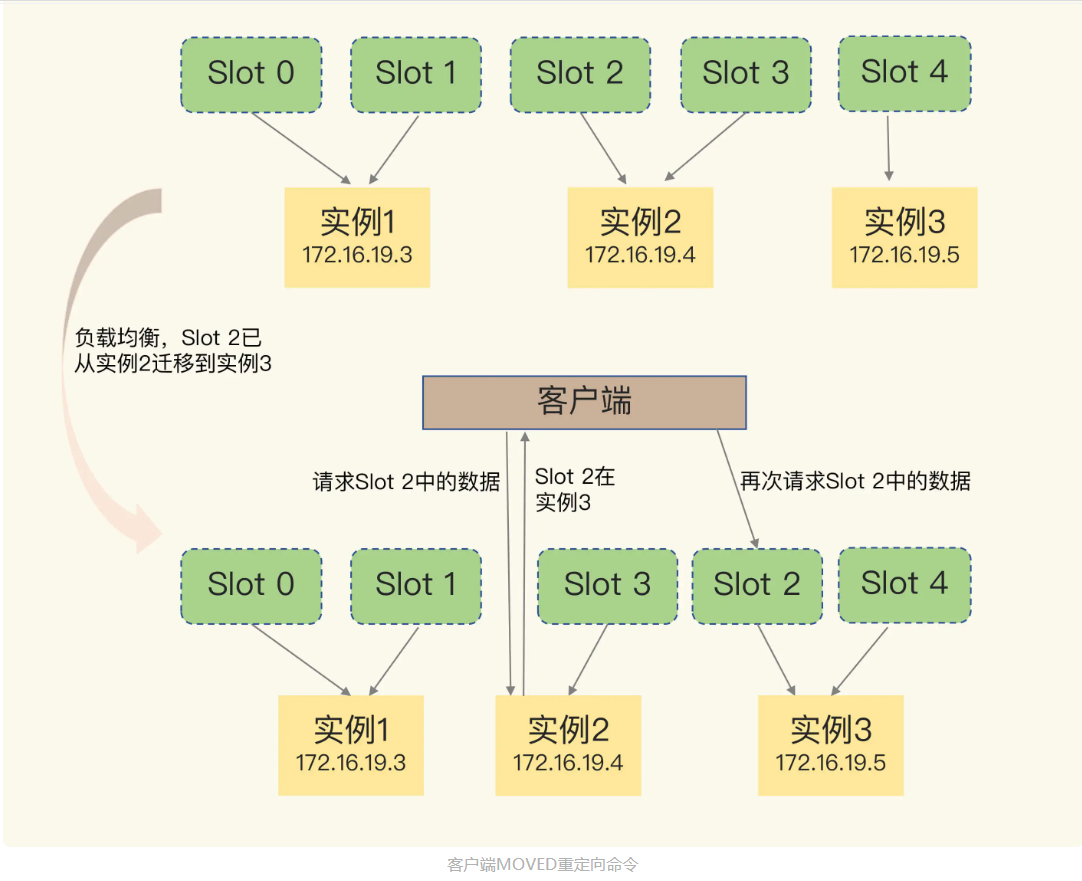 Slot 0
Slot 1
Slot 2
Slot 3
Slot 4
实例1
172.16.19.3
实例2
172.16.19.4
实例3
172.16.19.5
负载均衡，Slot 2已
从实例2迁移到实例3
客户端
请求Slot 2中的数据
Slot 2在
实例3
再次请求Slot 2中的数据
Slot 0
Slot 1
Slot 3
Slot 2
Slot 4
实例1
172.16.19.3
实例2
172.16.19.4
实例3
172.16.19.5
客户端MOVED重定向命令